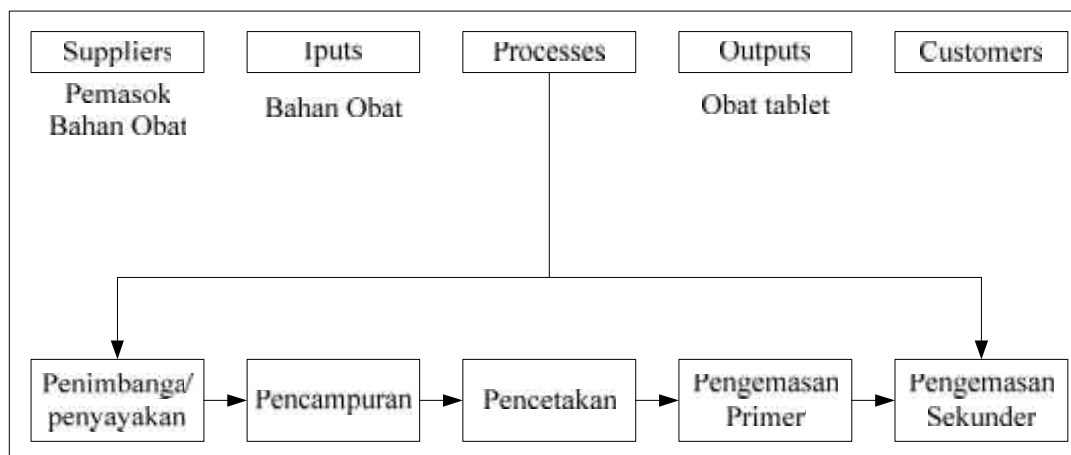 Suppliers
Iputs
Processes
Outputs
Customers
Pemasok
Bahan Obat
Bahan Obat
Obat tablet
Penimbanga/
penyayakan
Pencampuran
Pencetakan
Pengemasan
Primer
Pengemasan
Sekunder